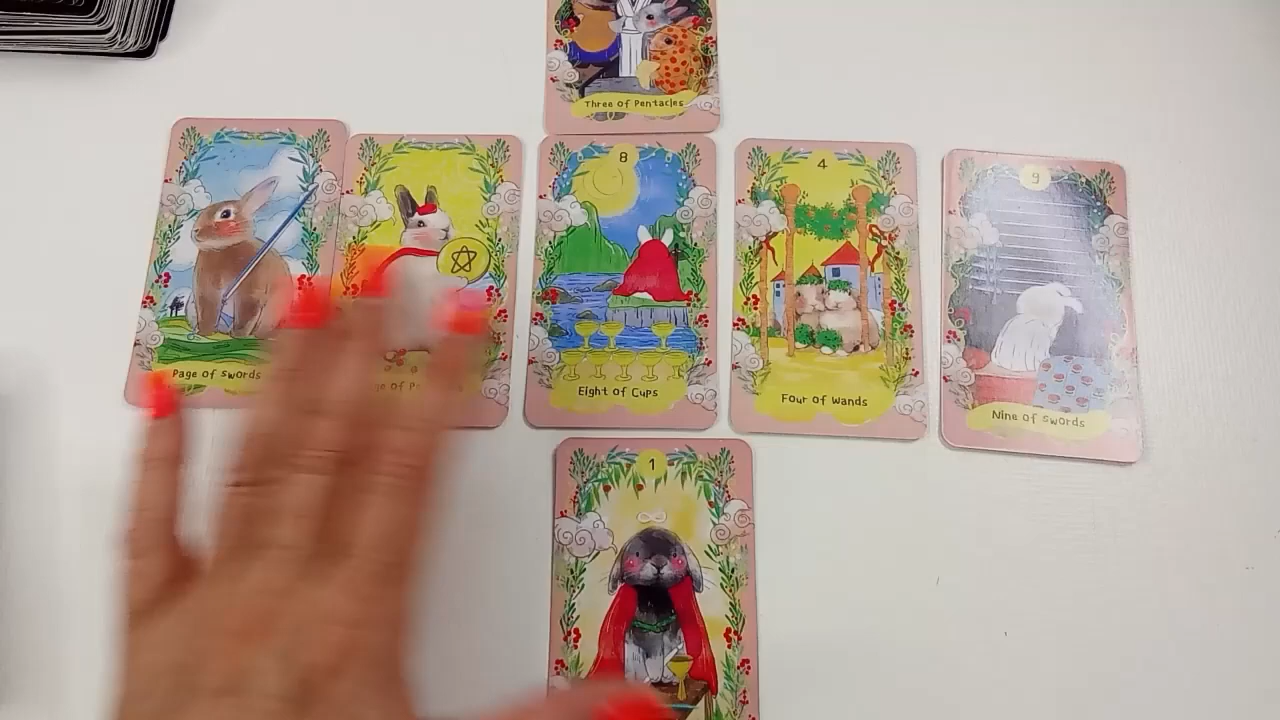 Three of Pentacles
8
4
9
Page of Swords
Eight of Cups
Four of Wands
Nine of Swords
1